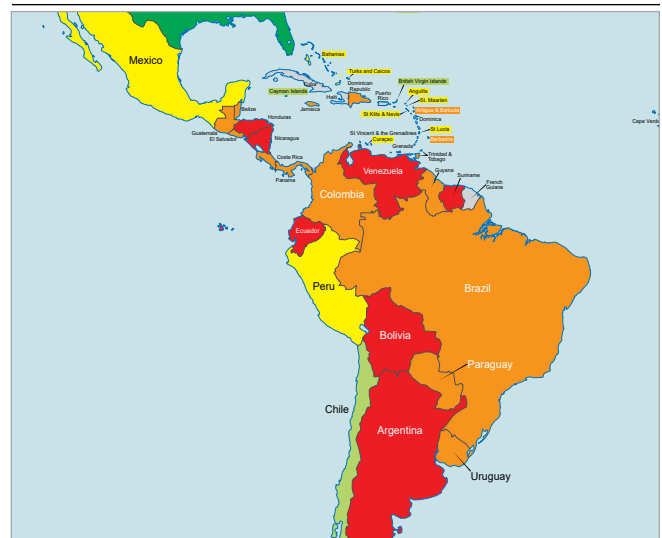 Mexico
Bahamas
Turks and Caicos
Cuba
Dominican
Republic
British Virgin Islands
Cayman Islands
Haiti
Puerto
Rico
Anguilla
Jamaica
St. Maarten
Belize
St Kitts & Nevis
Antigua & Barbuda
Honduras
Dominica
Cape Verde
Guatemala
St Vincent & the Grenadines
St Lucia
El Salvador
Nicaragua
Curaçao
Barbados
Grenada
Costa Rica
Trinidad &
Tobago
Panama
Venezuela
Guyana
Suriname
French
Guiana
Colombia
Ecuador
Peru
Brazil
Bolivia
Paraguay
Chile
Argentina
Uruguay